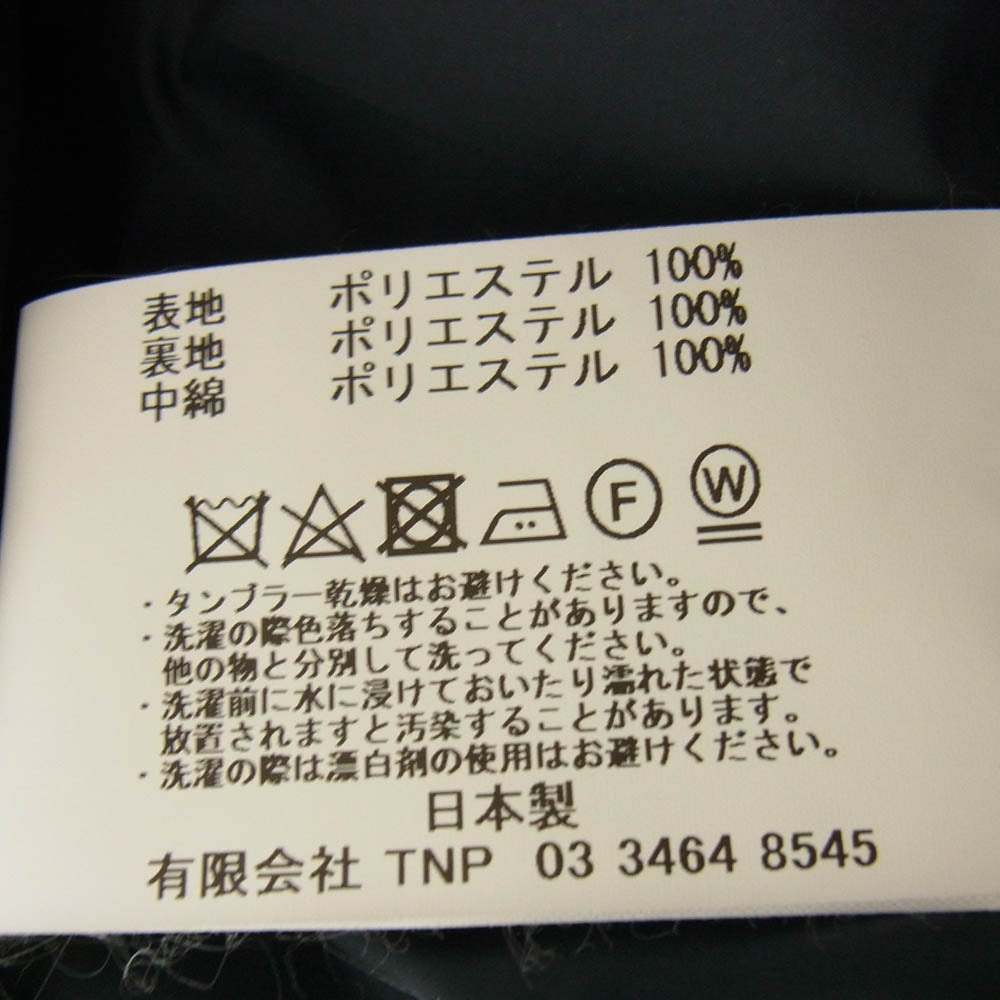 表地 ポリエステル 100%
裏地 ポリエステル 100%
中綿 ポリエステル 100%
F W
・タンブラー乾燥はお避けください。
・洗濯の際色落ちすることがありますので、
他の物と分別して洗ってください。
・洗濯前に水に浸けておいたり濡れた状態で
放置されますと汚染することがあります。
・洗濯の際は漂白剤の使用はお避けください。
日本製
有限会社 TNP 03 3464 8545